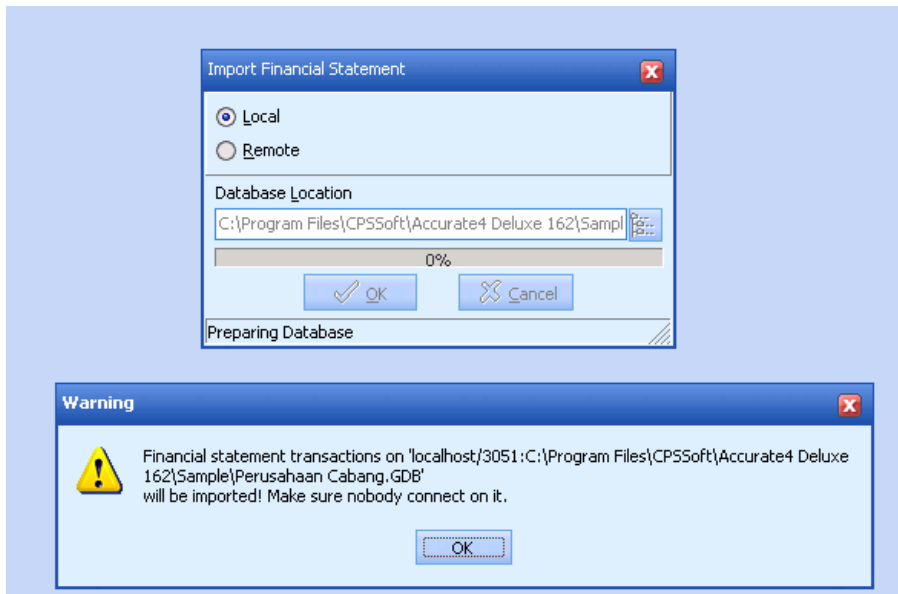 Import Financial Statement
Local
Remote
Database Location
C:\Program Files\CPSSoft\Accurate4 Deluxe 162\Sampl
0%
OK
Cancel
Preparing Database
Warning
Financial statement transactions on 'localhost/3051:C:\Program Files\CPSSoft\Accurate4 Deluxe
162\Sample\Perusahaan Cabang.GDB'
will be imported! Make sure nobody connect on it.
OK